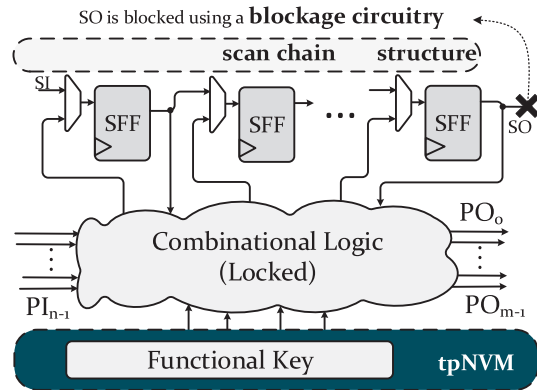 SO is blocked using a blockage circuitry
scan chain structure
SI
SFF
SFF
...
SFF
SO
Combinational Logic
(Locked)
PO0
PIn-1
POm-1
Functional Key
tpNVM